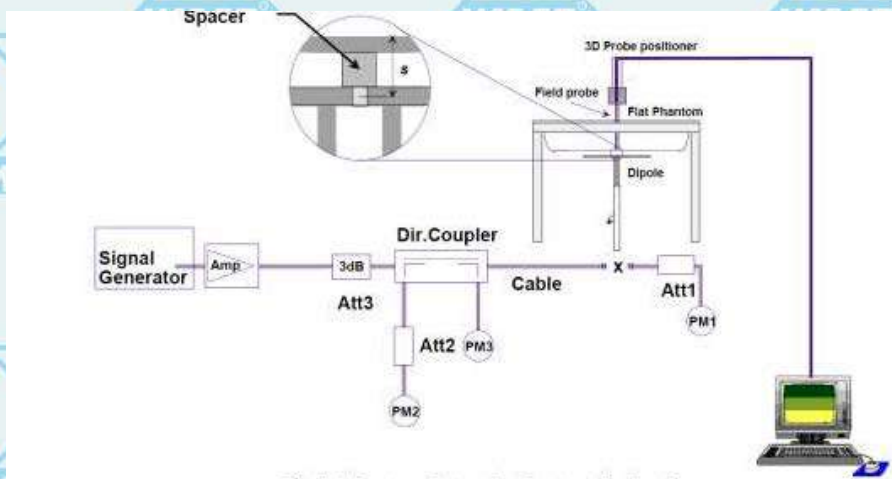 Spacer
s
3D Probe positioner
Field probe
Flat Phantom
Dipole
Signal
Generator
Amp
3dB
Att3
Dir.Coupler
Cable
x
Att1
PM1
Att2
PM3
PM2